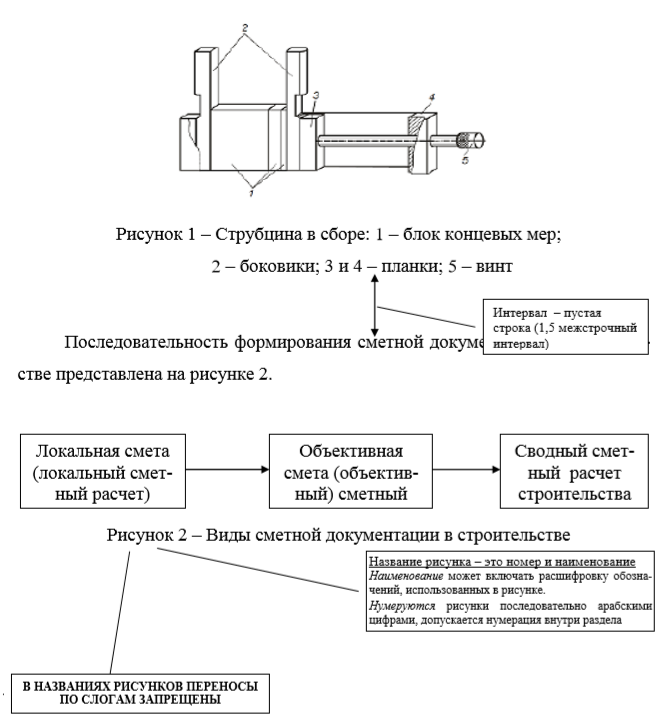 2
3
4
5
1
Рисунок 1 – Струбцина в сборе: 1 – блок концевых мер;
2 – боковики; 3 и 4 – планки; 5 – винт
Интервал – пустая
строка (1,5 межстрочный
интервал)
Последовательность формирования сметной докуме
стве представлена на рисунке 2.
Локальная смета
(локальный смет-
ный расчет)
Объективная
смета (объектив-
ный) сметный
Сводный смет-
ный расчет
строительства
Рисунок 2 – Виды сметной документации в строительстве
Название рисунка – это номер и наименование
Наименование может включать расшифровку обозна-
чений, использованных в рисунке.
Нумеруются рисунки последовательно арабскими
цифрами, допускается нумерация внутри раздела
В НАЗВАНИЯХ РИСУНКОВ ПЕРЕНОСЫ
ПО СЛОГАМ ЗАПРЕЩЕНЫ